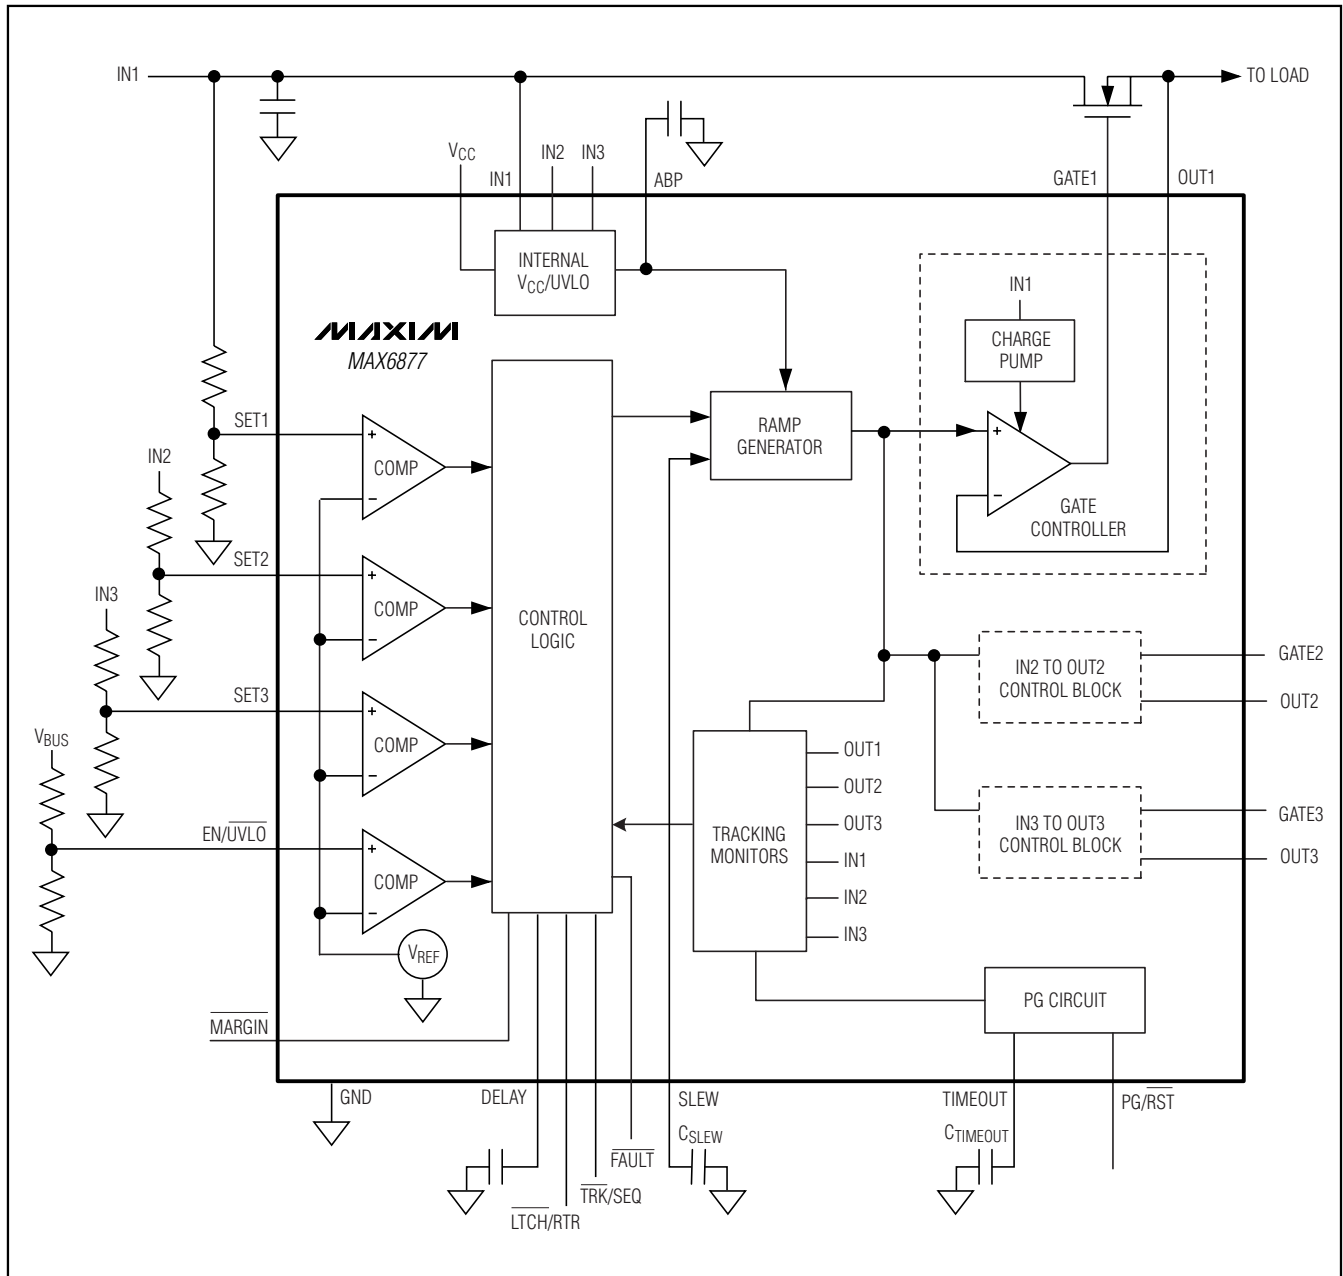 IN1
TO LOAD
VCC
IN1
IN2
IN3
ABP
GATE1
OUT1
INTERNAL
VCC/UVLO
MAXIM
MAX6877
IN1
CHARGE
PUMP
GATE
CONTROLLER
RAMP
GENERATOR
SET1
COMP
+
−
IN2
SET2
COMP
+
−
IN3
SET3
COMP
+
−
VBUS
EN/UVLO
COMP
+
−
VREF
CONTROL
LOGIC
+
−
IN2 TO OUT2
CONTROL BLOCK
GATE2
OUT2
IN3 TO OUT3
CONTROL BLOCK
GATE3
OUT3
TRACKING
MONITORS
OUT1
OUT2
OUT3
IN1
IN2
IN3
PG CIRCUIT
MARGIN
GND
DELAY
LTCH/RTR
TRK/SEQ
FAULT
SLEW
CSLEW
TIMEOUT
CTIMEOUT
PG/RST